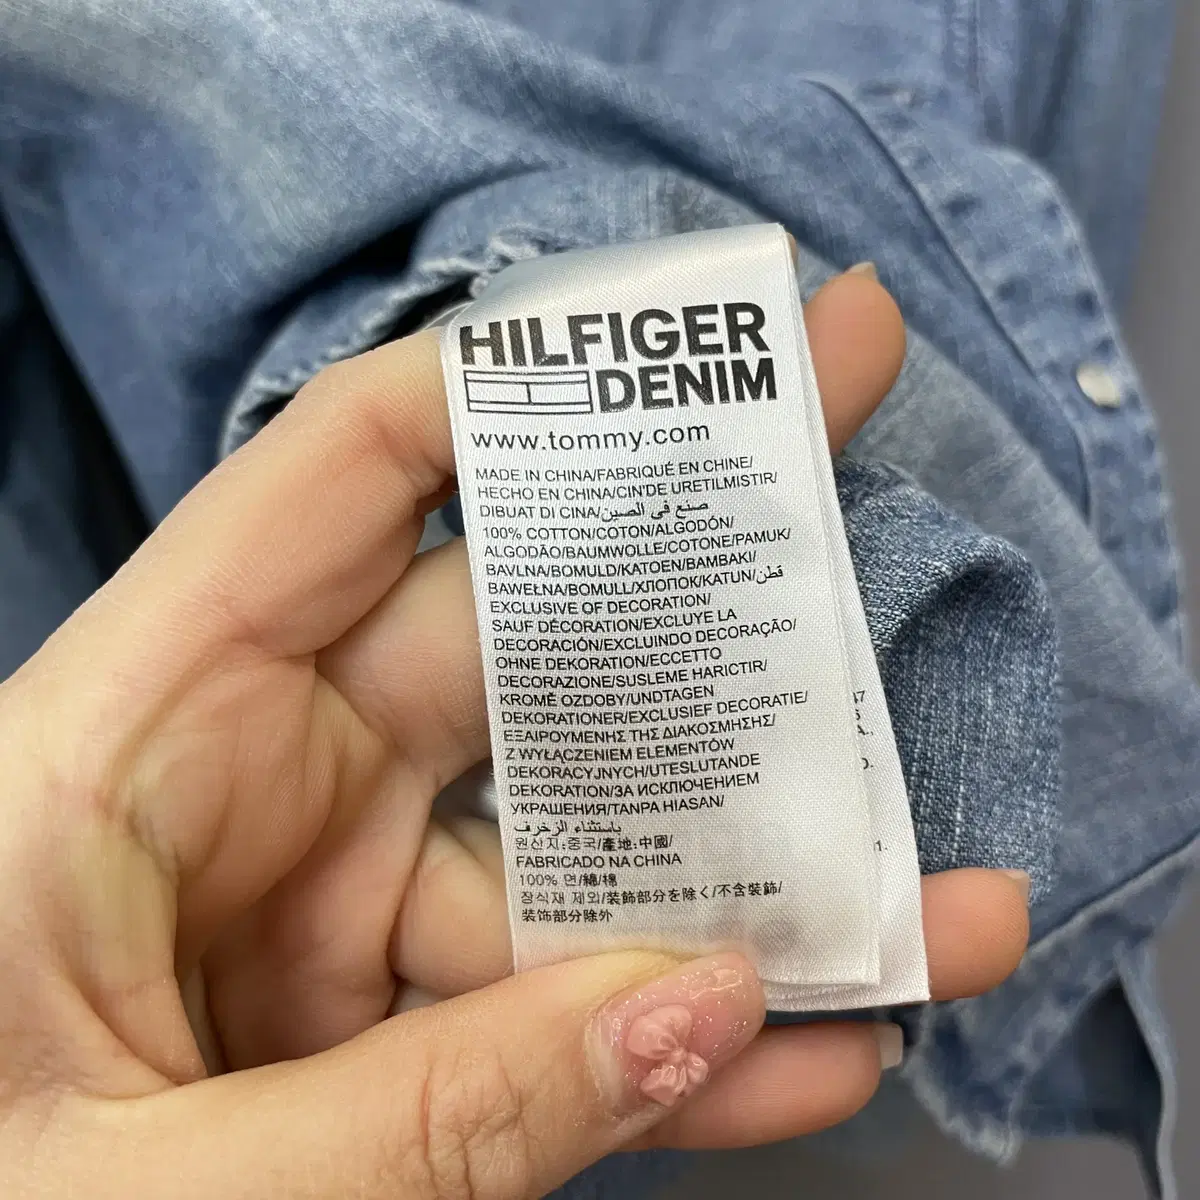 HILFIGER
DENIM
www.tommy.com
MADE IN CHINA/FABRIQUÉ EN CHINE/
HECHO EN CHINA/CIN'DE URETILMISTIR/
DIBUAT DI CINA/صنع في الصين
100% COTTON/COTON/ALGODÓN/
ALGODÃO/BAUMWOLLE/COTONE/PAMUK/
BAVLNA/BOMULD/KATOEN/BAMBAKI/
BAWEŁNA/BOMULL/ХЛОПОК/KATUN/قطن
EXCLUSIVE OF DECORATION/
SAUF DÉCORATION/EXCLUYE LA
DECORACIÓN/EXCLUINDO DECORAÇÃO/
OHNE DEKORATION/ECCETTO
DECORAZIONE/SUSLEME HARICTIR/
KROMĚ OZDOBY/UNDTAGEN
DEKORATIONER/EXCLUSIEF DECORATIE/
ΕΞΑΙΡΟΥΜΕΝΗΣ ΤΗΣ ΔΙΑΚΟΣΜΗΣΗΣ/
Z WYŁĄCZENIEM ELEMENTÓW
DEKORACYJNYCH/UTESLUTANDE
DEKORATION/ЗА ИСКЛЮЧЕНИЕМ
УКРАШЕНИЯ/TANPA HIASAN/
باستثناء الزخرف
원산지:중국/產地:中國/
FABRICADO NA CHINA
100% 면/綿/棉
장식재 제외/装飾部分を除く/不含裝飾/
装饰部分除外
47
1.